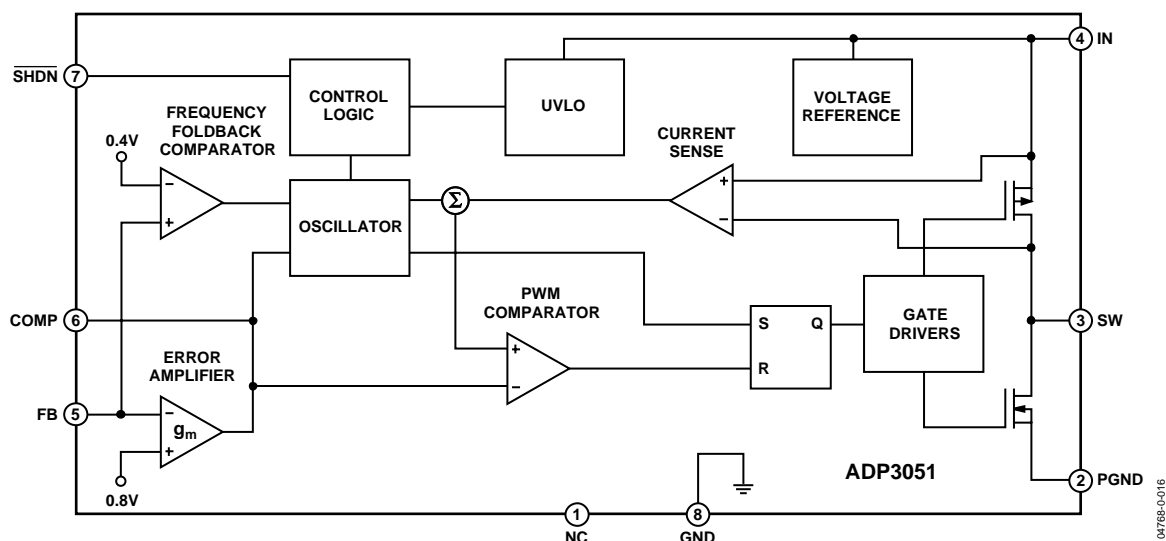 4 IN
SHDN 7
CONTROL
LOGIC
UVLO
VOLTAGE
REFERENCE
FREQUENCY
FOLDBACK
COMPARATOR
0.4V
CURRENT
SENSE
−
+
+
−
Σ
OSCILLATOR
COMP 6
PWM
COMPARATOR
S Q
R
GATE
DRIVERS
3 SW
+
−
ERROR
AMPLIFIER
FB 5
−
gm
+
0.8V
ADP3051
2 PGND
1
NC
8
GND
04768-0-016